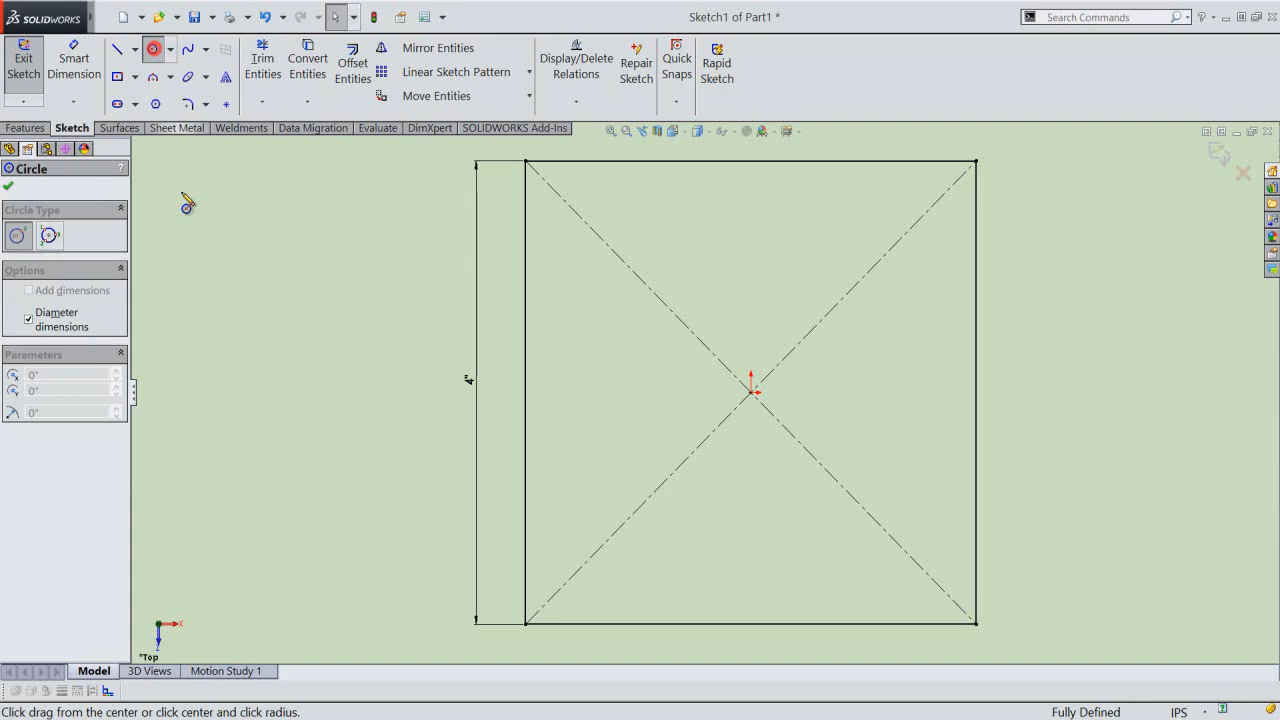 SOLIDWORKS
Sketch1 of Part1 *
Search Commands
Exit Sketch
Smart Dimension
Trim Entities
Convert Entities
Offset Entities
Mirror Entities
Linear Sketch Pattern
Move Entities
Display/Delete Relations
Repair Sketch
Quick Snaps
Rapid Sketch
Features
Sketch
Surfaces
Sheet Metal
Weldments
Data Migration
Evaluate
DimXpert
SOLIDWORKS Add-Ins
Circle
?
Circle Type
Options
Add dimensions
Diameter
dimensions
Parameters
0"
0"
0"
4"
X
Z
*Top
Model
3D Views
Motion Study 1
Click drag from the center or click center and click radius.
Fully Defined
IPS